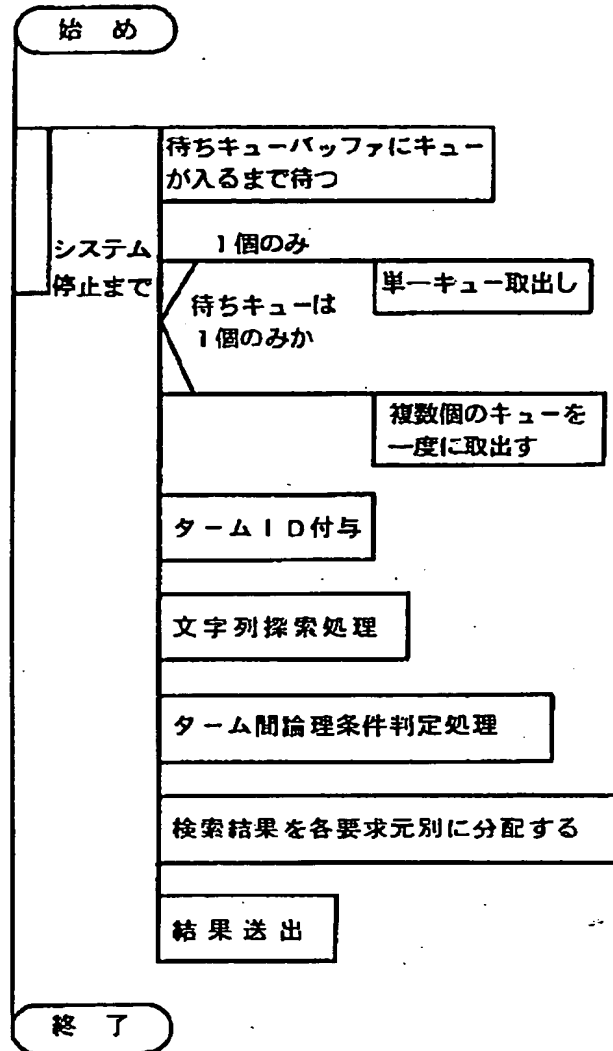 始め
待ちキューバッファにキュー
が入るまで待つ
システム
停止まで
1個のみ
待ちキューは
1個のみか
単一キュー取出し
複数個のキューを
一度に取出す
タームID付与
文字列探索処理
ターム間論理条件判定処理
検索結果を各要求元別に分配する
結果送出
終了